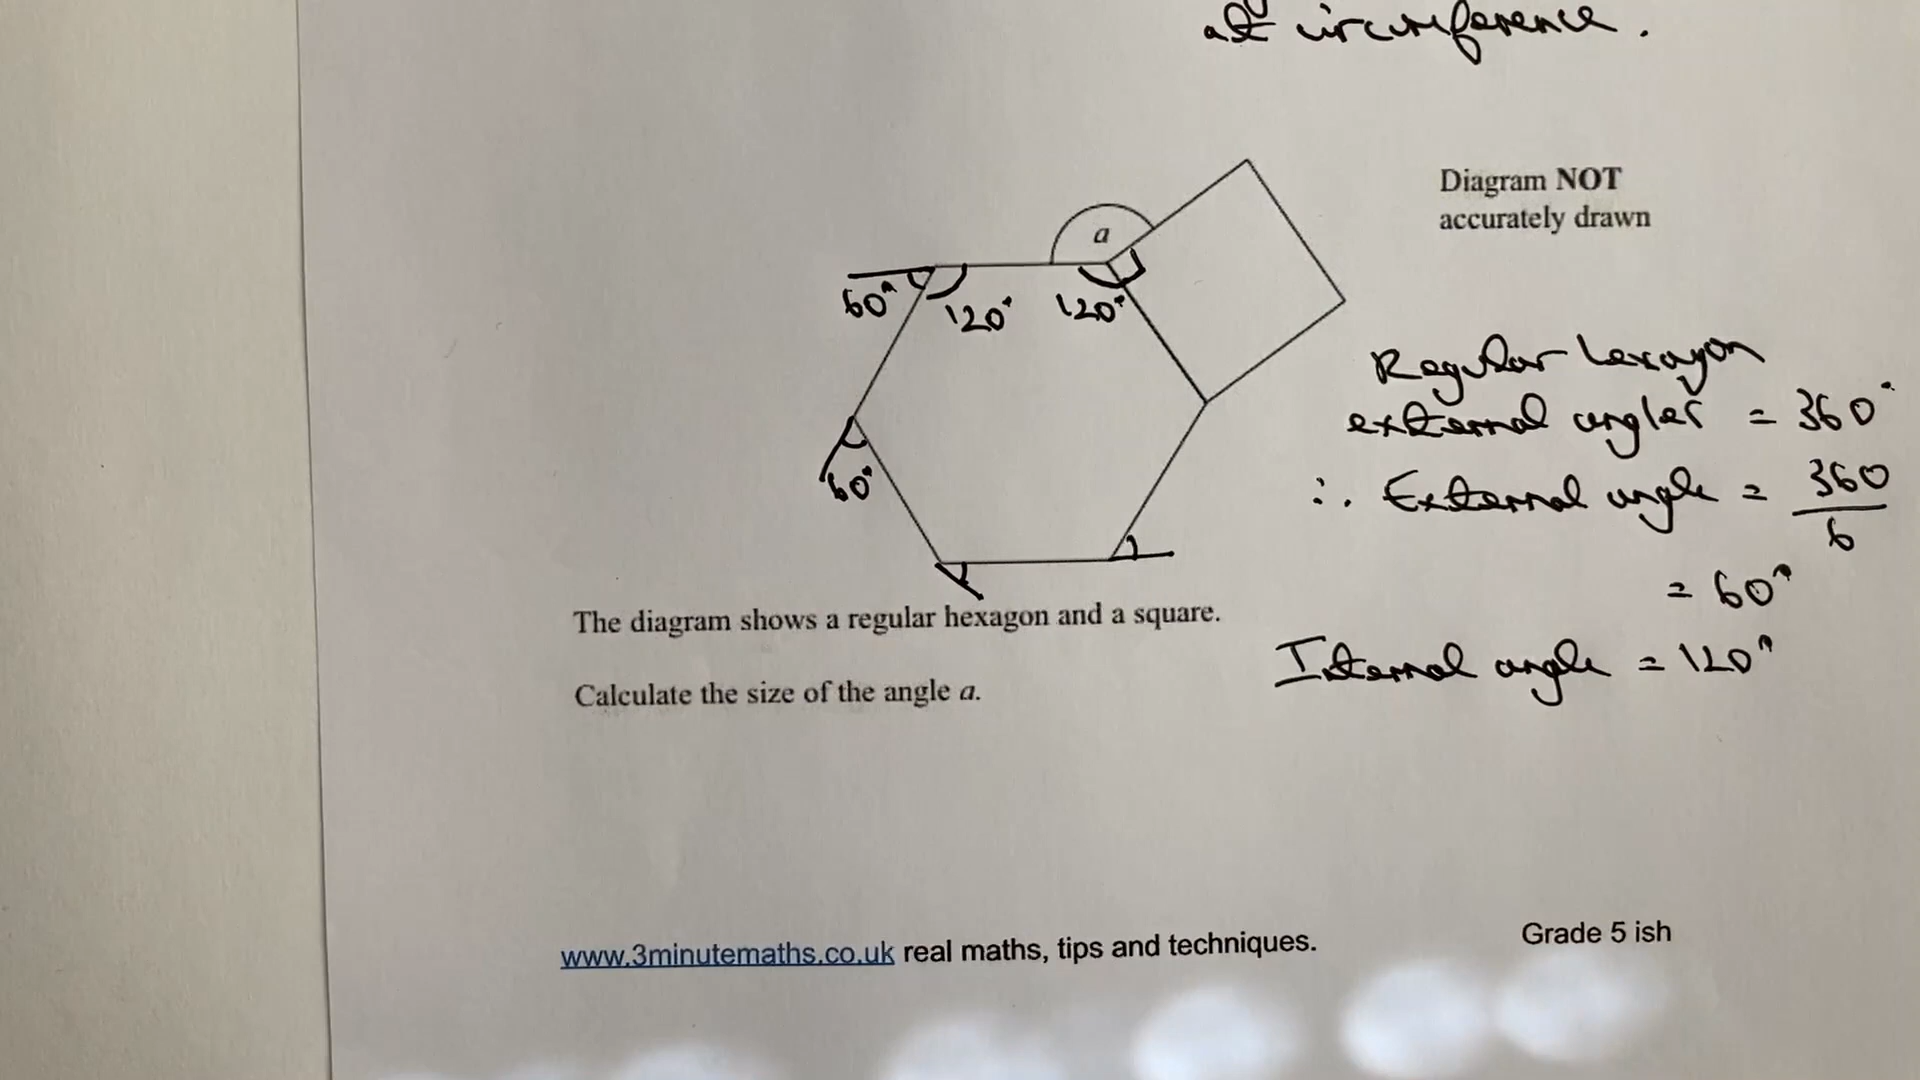 at circumference.
Diagram NOT
accurately drawn
a
60°
120°
120°
60°
Regular hexagon
external angles = 360°
∴ External angle = 360
6
= 60°
Internal angle = 120°
The diagram shows a regular hexagon and a square.
Calculate the size of the angle a.
www.3minutemaths.co.uk real maths, tips and techniques.
Grade 5 ish